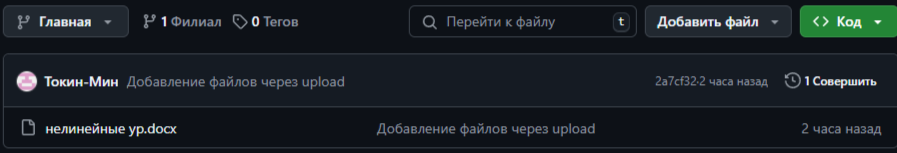 Главная 1 Филиал 0 Тегов Перейти к файлу t Добавить файл <> Код
Токин-Мин Добавление файлов через upload 2a7cf32·2 часа назад 1 Совершить
нелинейные ур.docx Добавление файлов через upload 2 часа назад